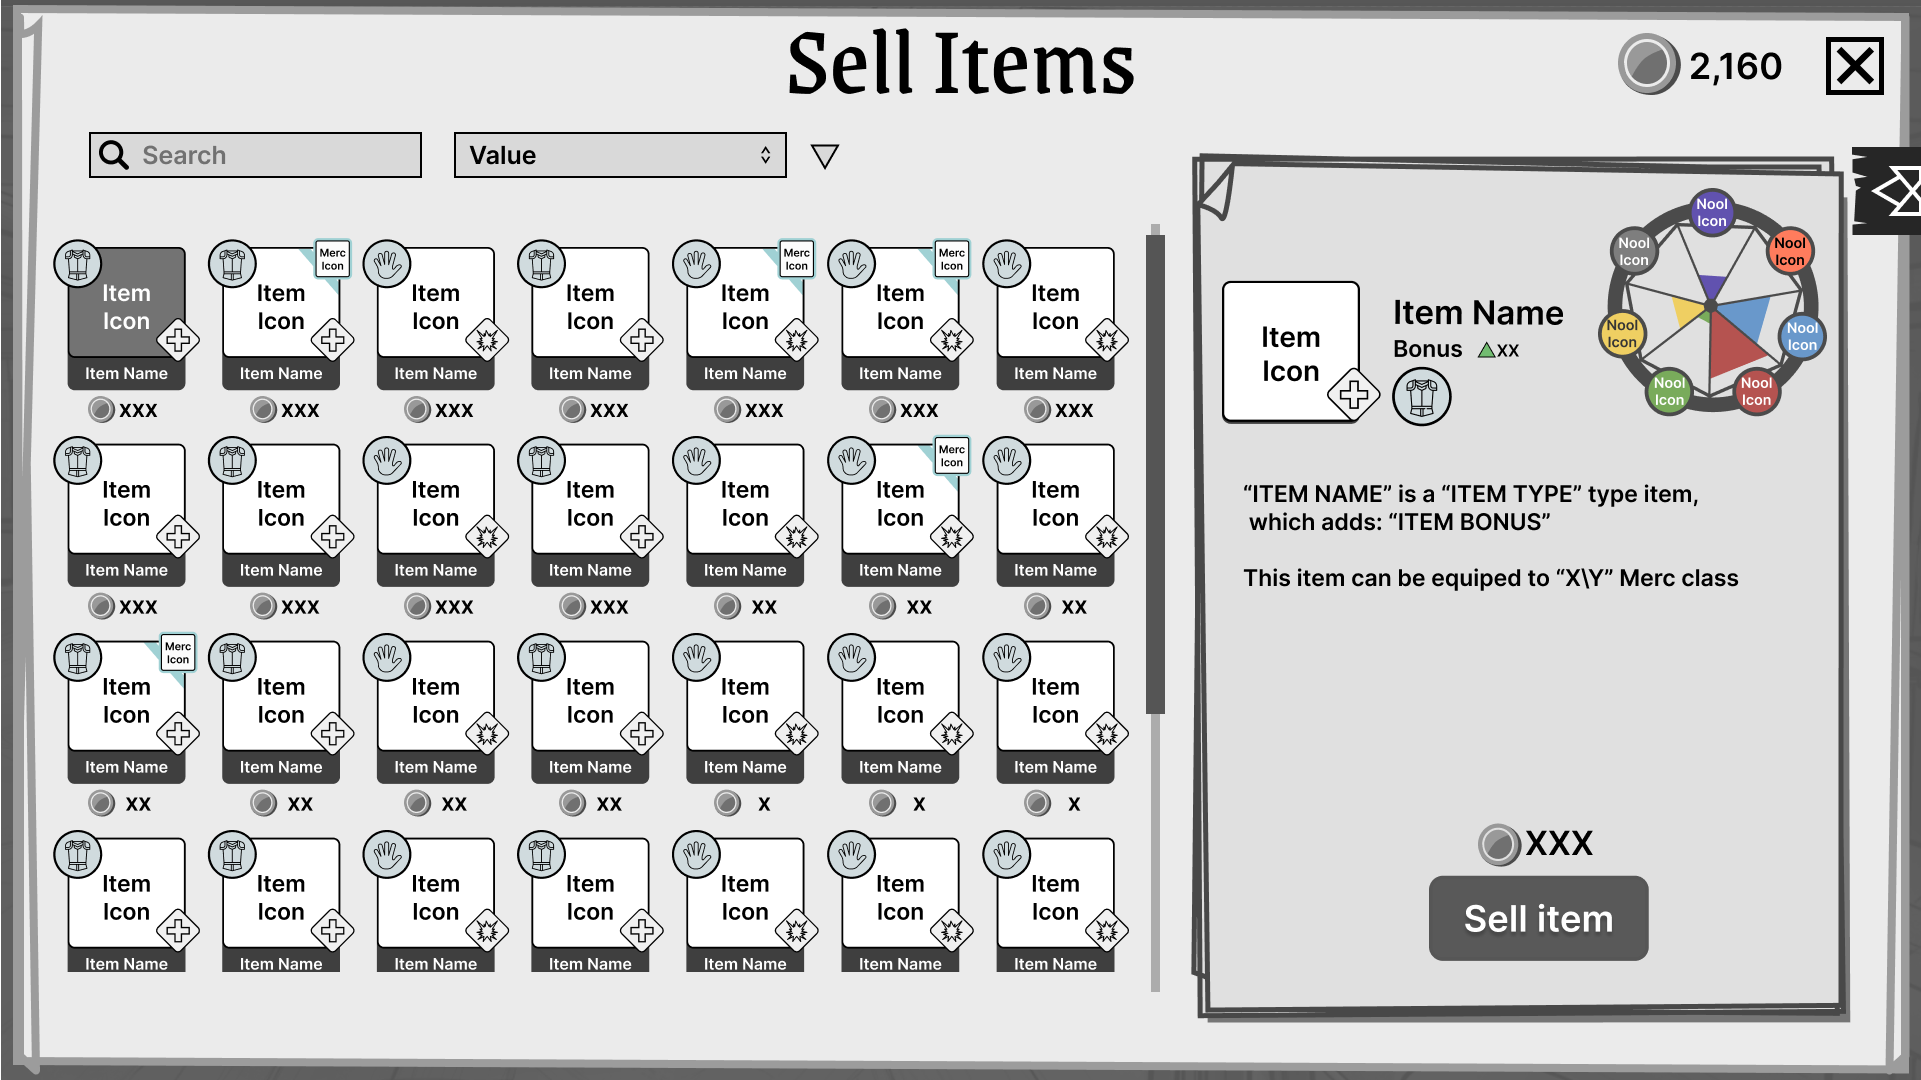 Sell Items
2,160
Search
Value
Merc
Icon
Merc
Icon
Merc
Icon
Item
Icon
Item
Icon
Item
Icon
Item
Icon
Item
Icon
Item
Icon
Item
Icon
Item Name
Item Name
Item Name
Item Name
Item Name
Item Name
Item Name
XXX
XXX
XXX
XXX
XXX
XXX
XXX
Merc
Icon
Item
Icon
Item
Icon
Item
Icon
Item
Icon
Item
Icon
Item
Icon
Item
Icon
Item Name
Item Name
Item Name
Item Name
Item Name
Item Name
Item Name
XXX
XXX
XXX
XXX
XX
XX
XX
Merc
Icon
Item
Icon
Item
Icon
Item
Icon
Item
Icon
Item
Icon
Item
Icon
Item
Icon
Item Name
Item Name
Item Name
Item Name
Item Name
Item Name
Item Name
XX
XX
XX
XX
X
X
X
Item
Icon
Item
Icon
Item
Icon
Item
Icon
Item
Icon
Item
Icon
Item
Icon
Item Name
Item Name
Item Name
Item Name
Item Name
Item Name
Item Name
Item
Icon
Item Name
Bonus XX
Nool
Icon
Nool
Icon
Nool
Icon
Nool
Icon
Nool
Icon
Nool
Icon
Nool
Icon
“ITEM NAME” is a “ITEM TYPE” type item,
which adds: “ITEM BONUS”
This item can be equiped to “X\Y” Merc class
XXX
Sell item